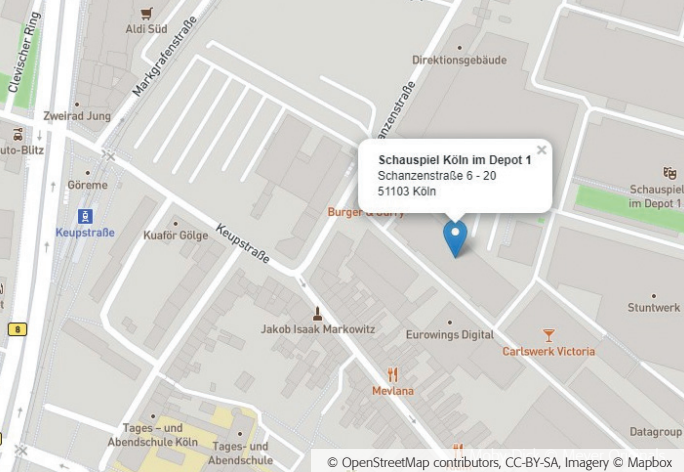 Aldi Süd
Clevischer Ring
Markgrafenstraße
Direktionsgebäude
Zweirad Jung
uto-Blitz
hanzenstraße
Schauspiel Köln im Depot 1
×
Schanzenstraße 6 - 20
51103 Köln
Göreme
Schauspiel
im Depot 1
Burger & Curry
Keupstraße
Kuaför Gölge
Keupstraße
Stuntwerk
8
Jakob Isaak Markowitz
Eurowings Digital
Carlswerk Victoria
Mevlana
Tages – und
Abendschule Köln
Tages- und
Abendschule
Datagroup
© OpenStreetMap contributors, CC-BY-SA, Imagery © Mapbox